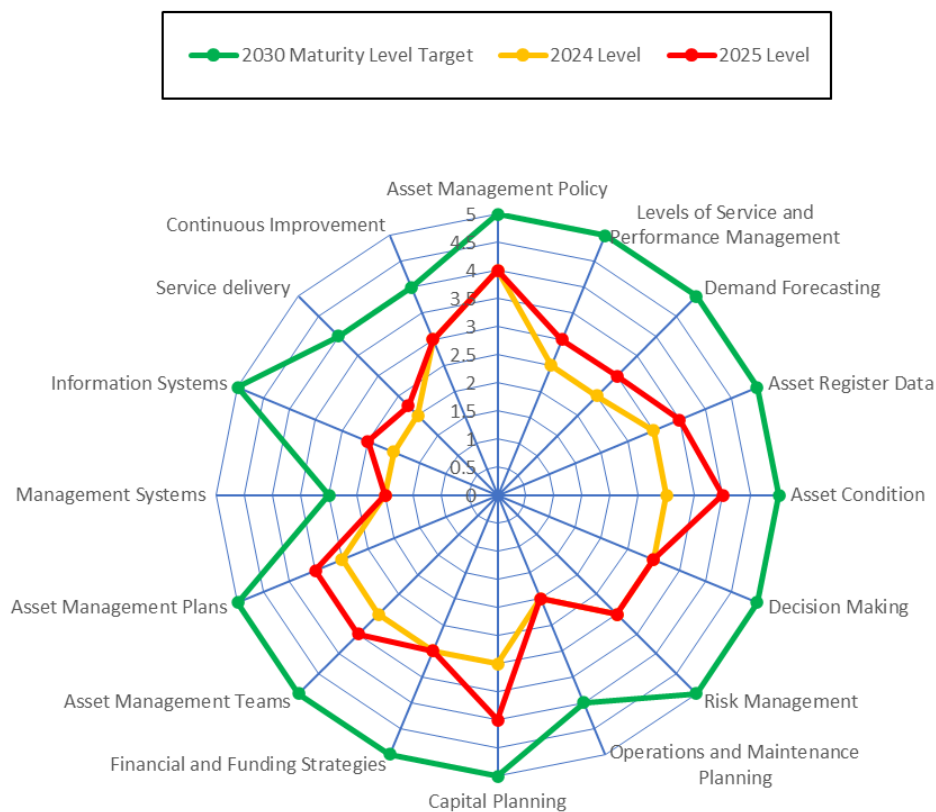 2030 Maturity Level Target 2024 Level 2025 Level
Asset Management Policy
Levels of Service and
Performance Management
Continuous Improvement
Service delivery
Demand Forecasting
Information Systems
Asset Register Data
Management Systems
Asset Condition
Asset Management Plans
Decision Making
Asset Management Teams
Risk Management
Financial and Funding Strategies
Operations and Maintenance
Planning
Capital Planning
5
4.5
4
3.5
3
2.5
2
1.5
1
0.5
0